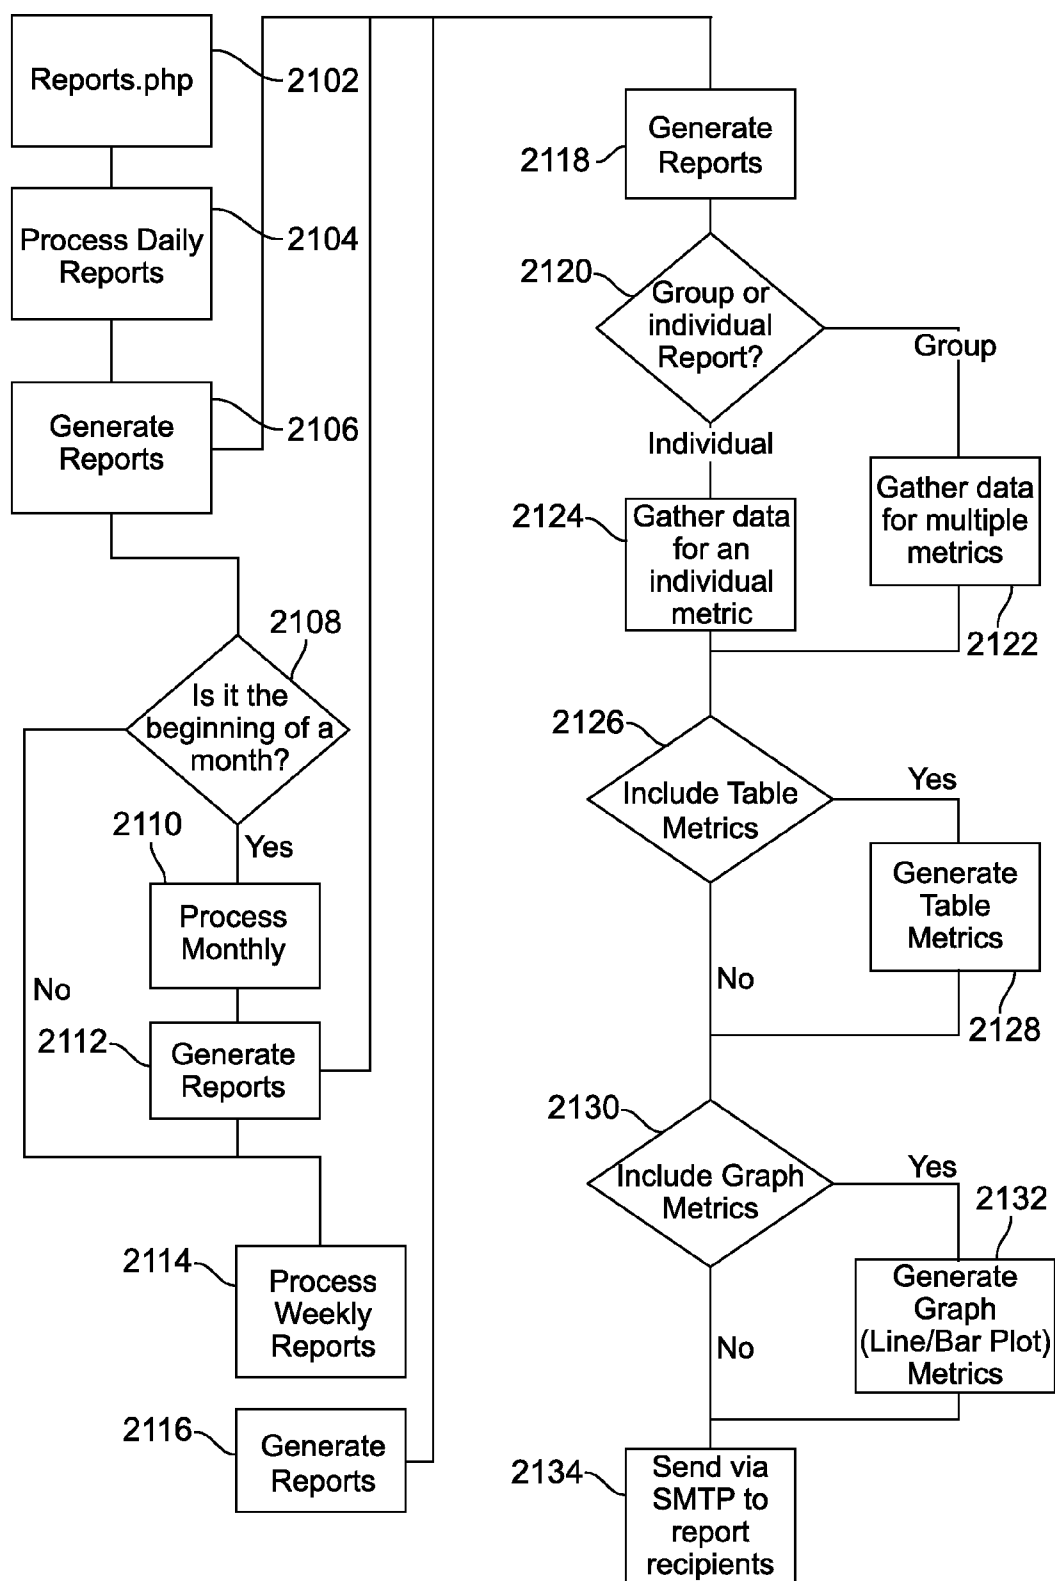 Reports.php
2102
Process Daily
Reports
2104
Generate
Reports
2106
2108
Is it the
beginning of a
month?
2110
Yes
Process
Monthly
No
2112
Generate
Reports
2114
Process
Weekly
Reports
2116
Generate
Reports
Generate
Reports
2118
2120
Group or
individual
Report?
Group
Individual
2124
Gather data
for an
individual
metric
Gather data
for multiple
metrics
2122
2126
Include Table
Metrics
Yes
Generate
Table
Metrics
No
2128
2130
Include Graph
Metrics
Yes
2132
Generate
Graph
(Line/Bar Plot)
Metrics
No
2134
Send via
SMTP to
report
recipients